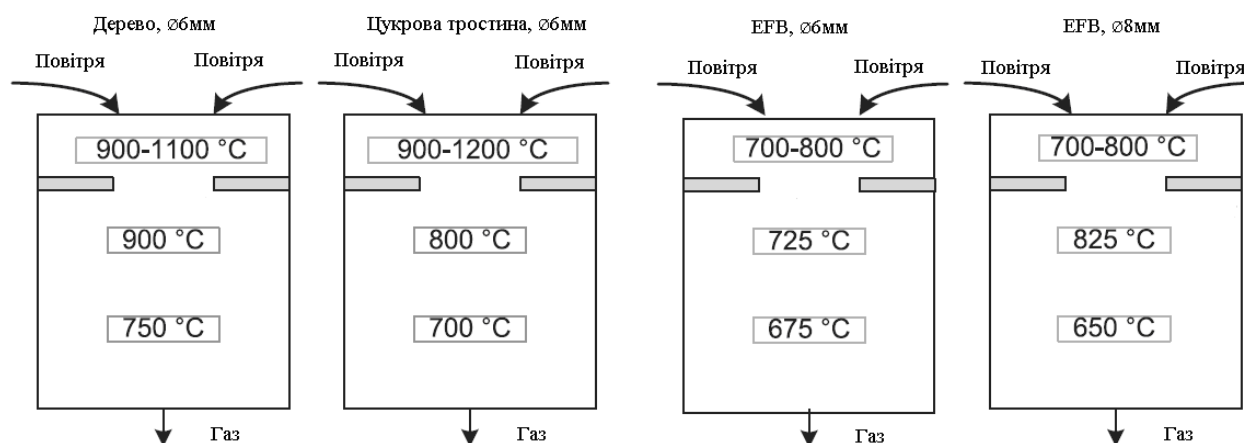 Дерево, ⌀6мм
Повітря
Повітря
900-1100 °C
900 °C
750 °C
Газ
Цукрова тростина, ⌀6мм
Повітря
Повітря
900-1200 °C
800 °C
700 °C
Газ
EFB, ⌀6мм
Повітря
Повітря
700-800 °C
725 °C
675 °C
Газ
EFB, ⌀8мм
Повітря
Повітря
700-800 °C
825 °C
650 °C
Газ